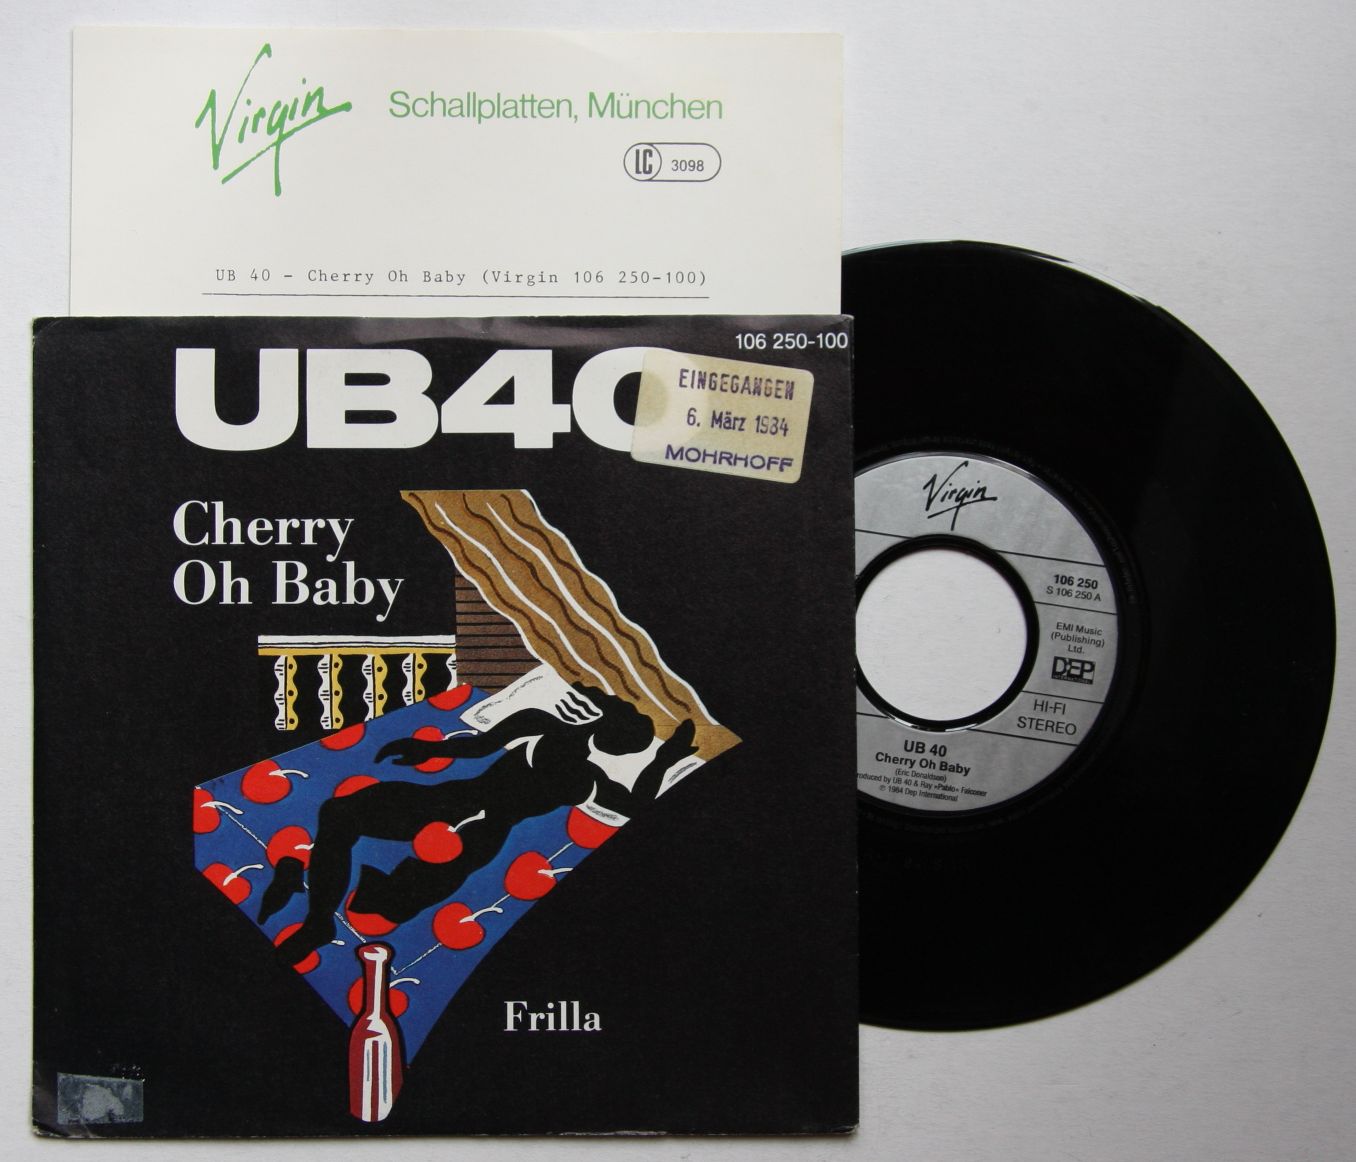 Virgin
Schallplatten, München
LC 3098
UB 40 - Cherry Oh Baby (Virgin 106 250-100)
106 250-100
UB40
EINGEGANGEN
6. März 1984
MOHRHOFF
Cherry
Oh Baby
Frilla
Virgin
106 250
S 106 250 A
EMI Music
(Publishing)
Ltd.
DEP
INTERNATIONAL
HI-FI
STEREO
UB 40
Cherry Oh Baby
(Eric Donaldson)
roduced by UB 40 & Ray »Pablo« Falconer
℗ 1984 Dep International